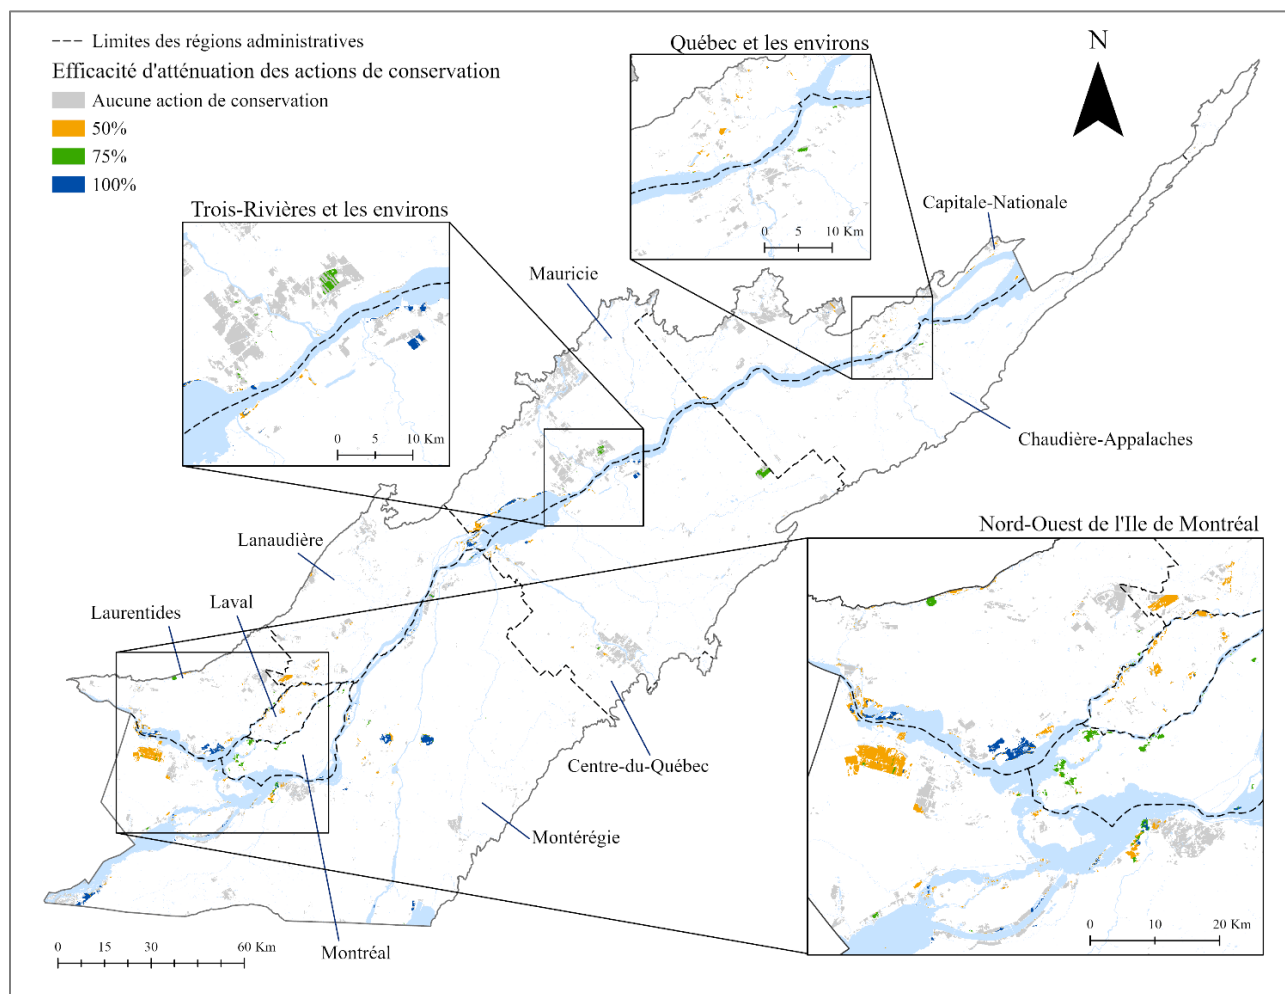 Limites des régions administratives
Efficacité d'atténuation des actions de conservation
Aucune action de conservation
50%
75%
100%
Québec et les environs
0 5 10 Km
N
Trois-Rivières et les environs
0 5 10 Km
Capitale-Nationale
Mauricie
Chaudière-Appalaches
Nord-Ouest de l'Ile de Montréal
0 10 20 Km
Lanaudière
Laurentides
Laval
Centre-du-Québec
Montérégie
Montréal
0 15 30 60 Km